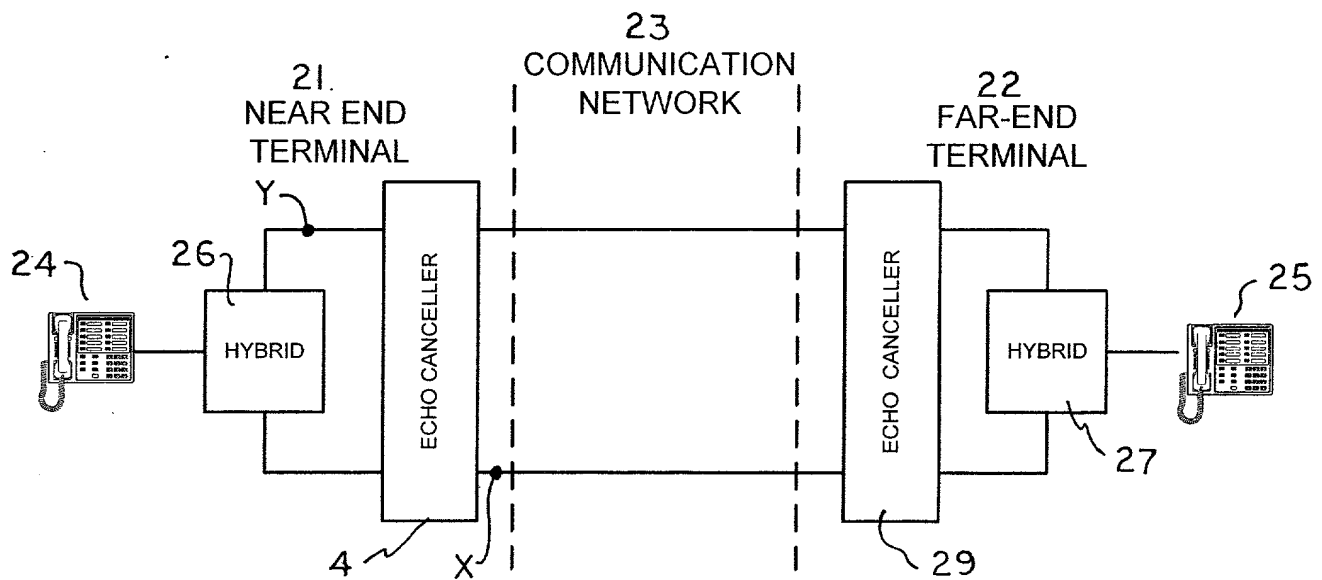 23
COMMUNICATION
NETWORK
21.
NEAR END
TERMINAL
22
FAR-END
TERMINAL
Y
24
26
25
HYBRID
ECHO CANCELLER
ECHO CANCELLER
HYBRID
27
4
X
29